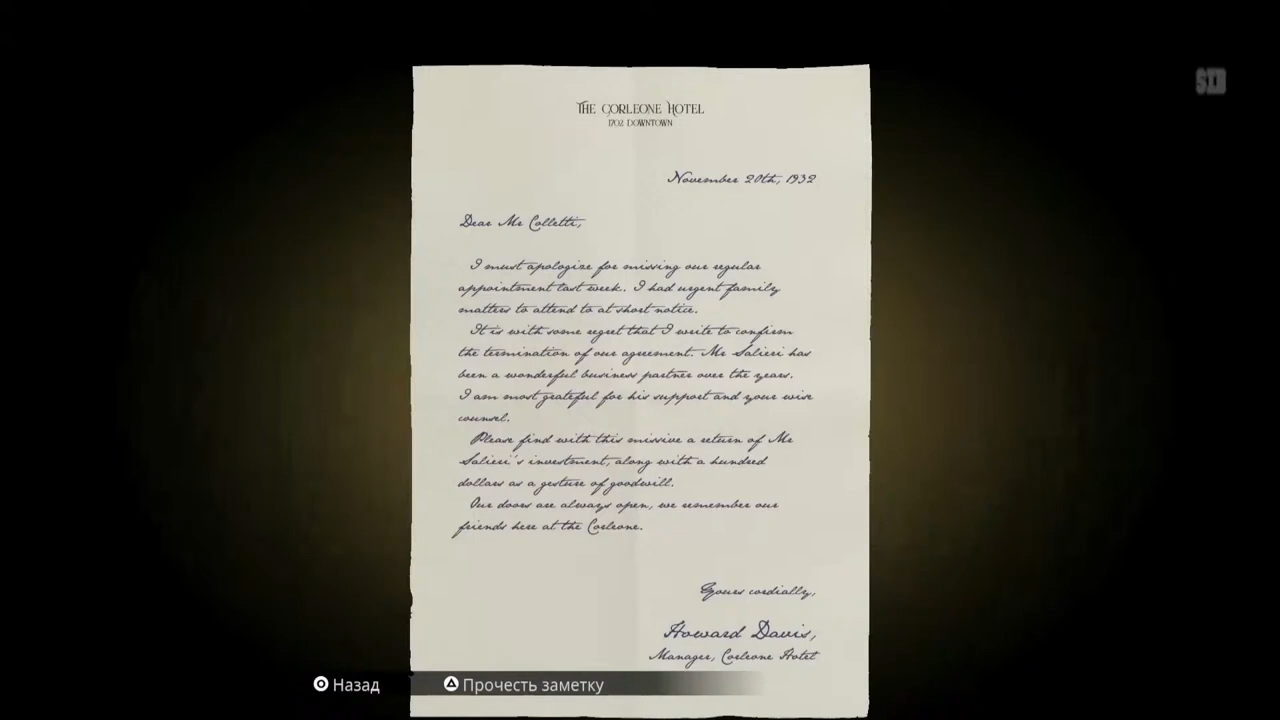 THE CORLEONE HOTEL
1702 DOWNTOWN
SXB
November 20th, 1932
Dear Mr Colletti,
I must apologize for missing our regular
appointment last week. I had urgent family
matters to attend to at short notice.
It is with some regret that I write to confirm
the termination of our agreement. Mr Salieri has
been a wonderful business partner over the years.
I am most grateful for his support and your wise
counsel.
Please find with this missive a return of Mr
Salieri's investment, along with a hundred
dollars as a gesture of goodwill.
Our doors are always open, we remember our
friends here at the Corleone.
Yours cordially,
Howard Davis,
Manager, Corleone Hotel
Назад
Прочесть заметку